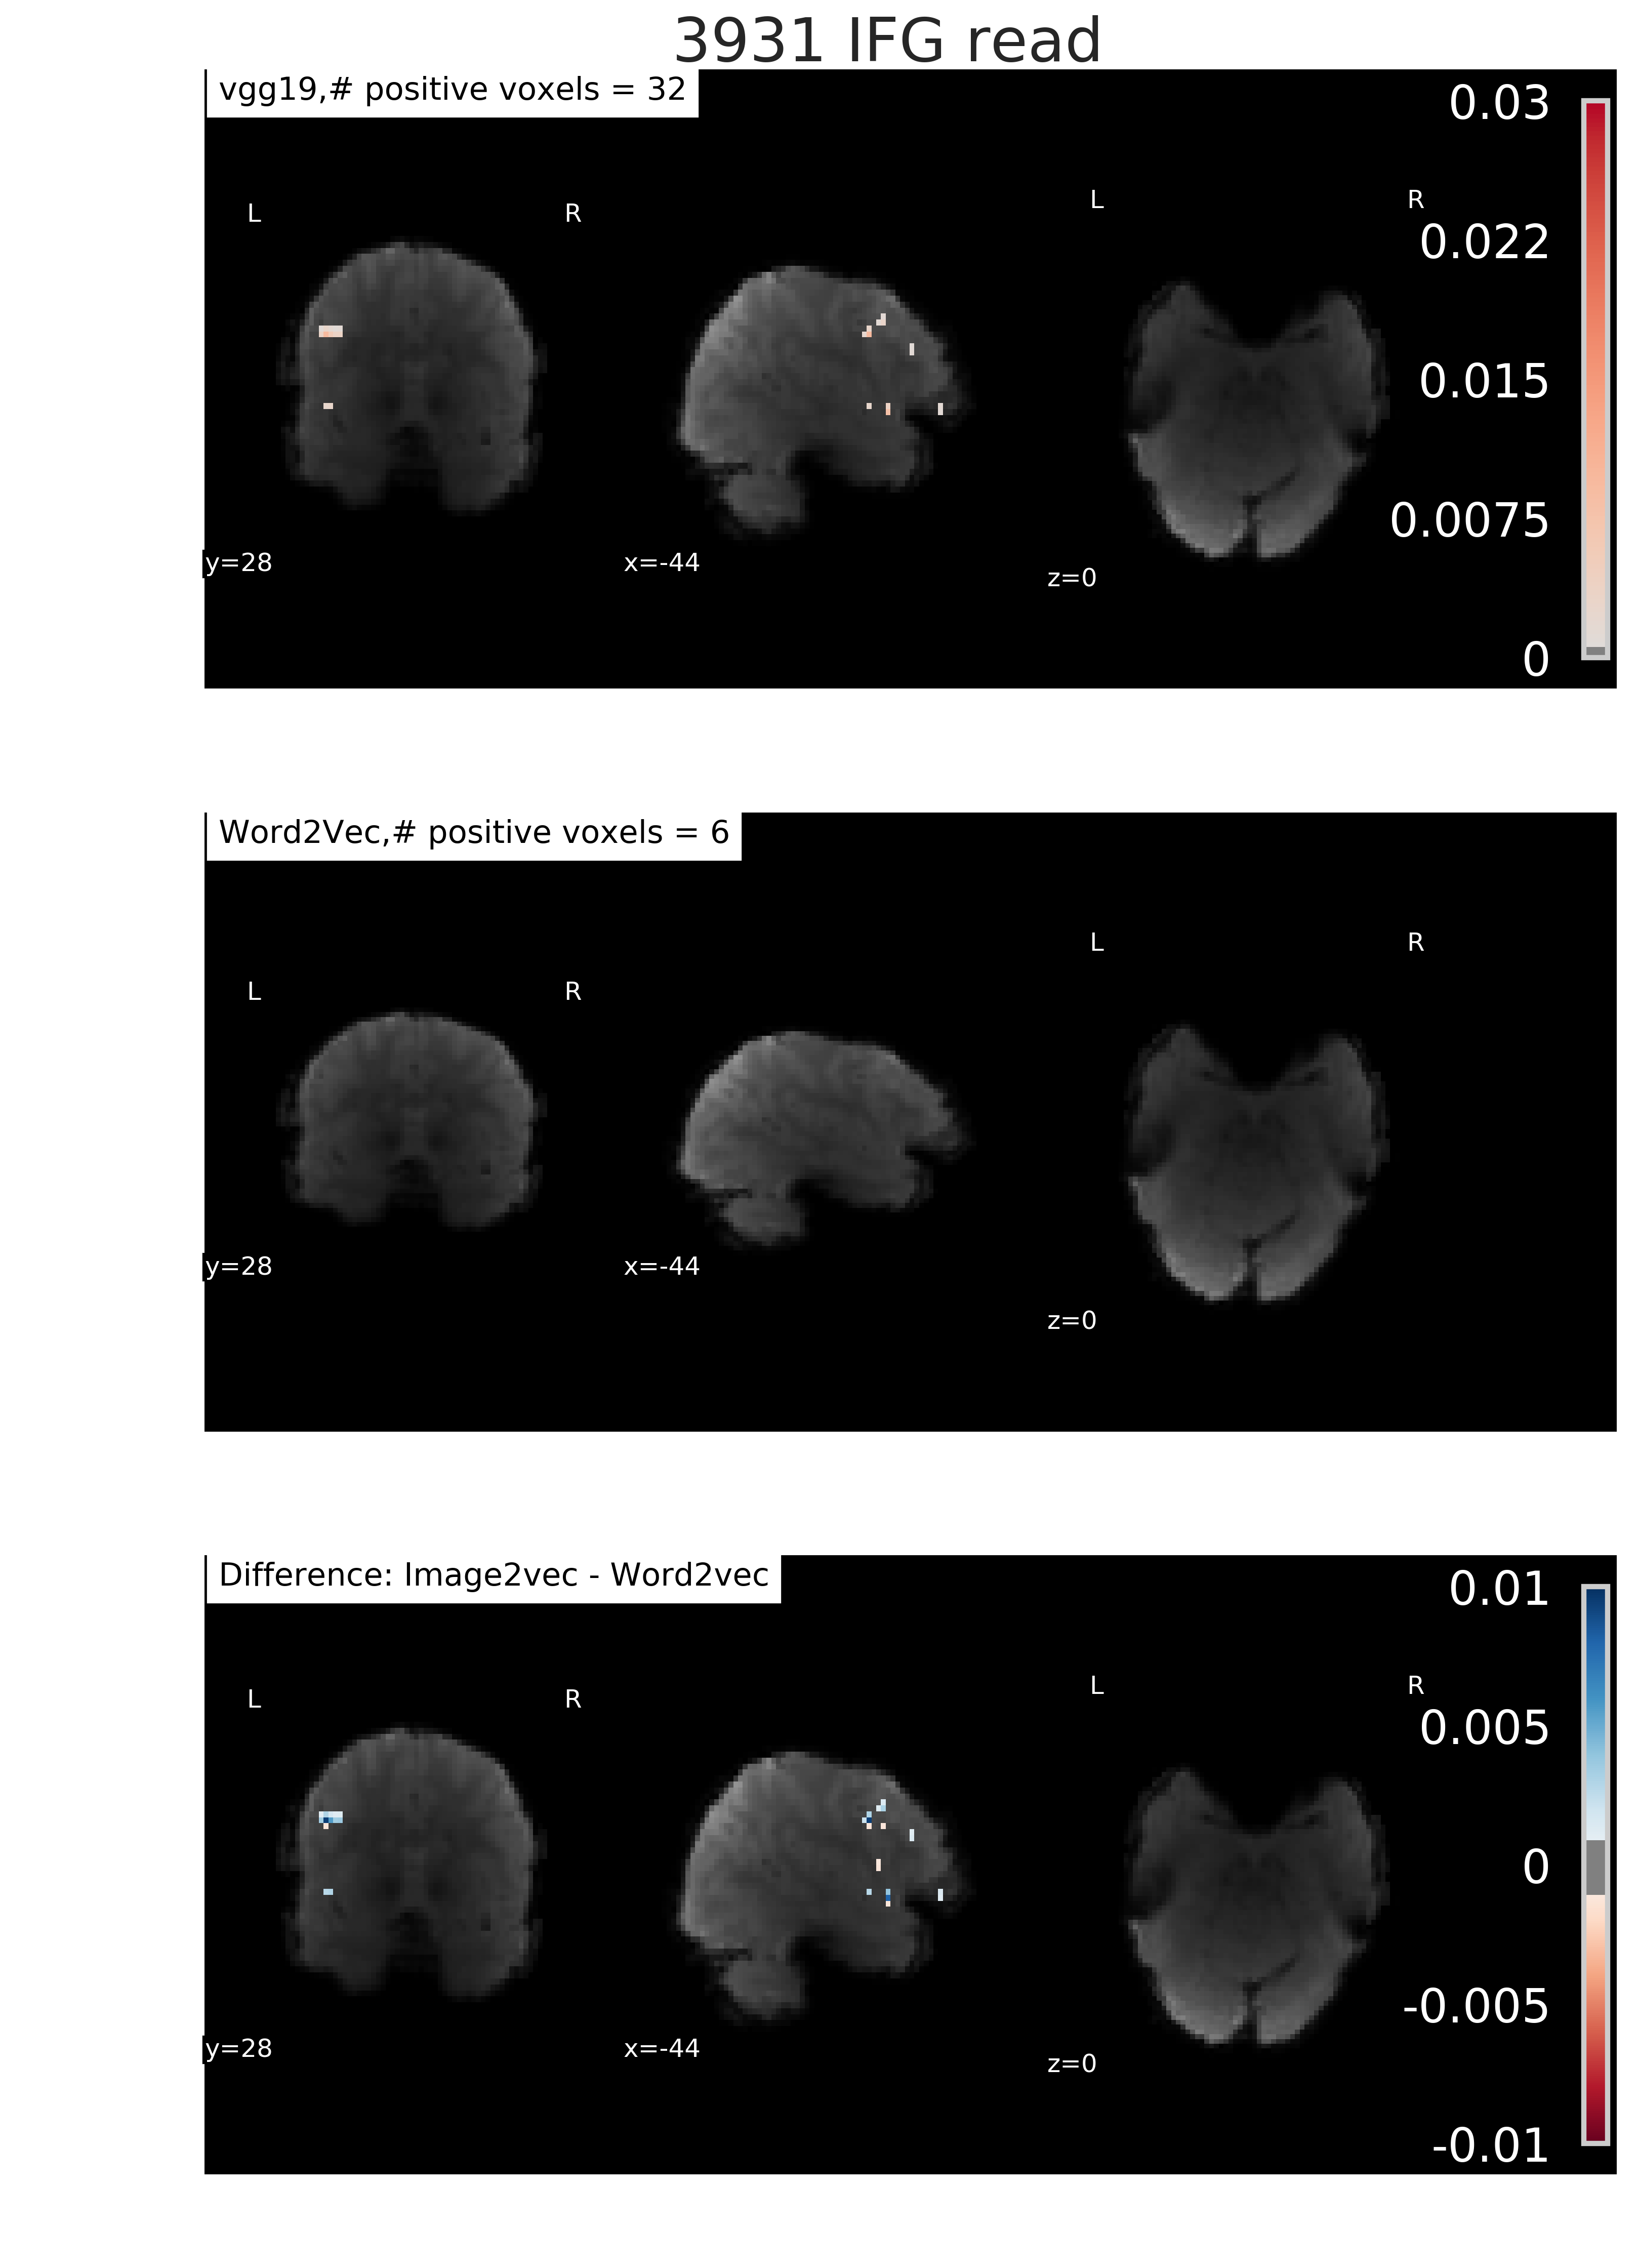 3931 IFG read
vgg19,# positive voxels = 32
0.03
L
R
L
R
0.022
0.015
0.0075
y=28
x=-44
z=0
0
Word2Vec,# positive voxels = 6
L
R
L
R
y=28
x=-44
z=0
Difference: Image2vec - Word2vec
0.01
L
R
L
R
0.005
0
-0.005
y=28
x=-44
z=0
-0.01